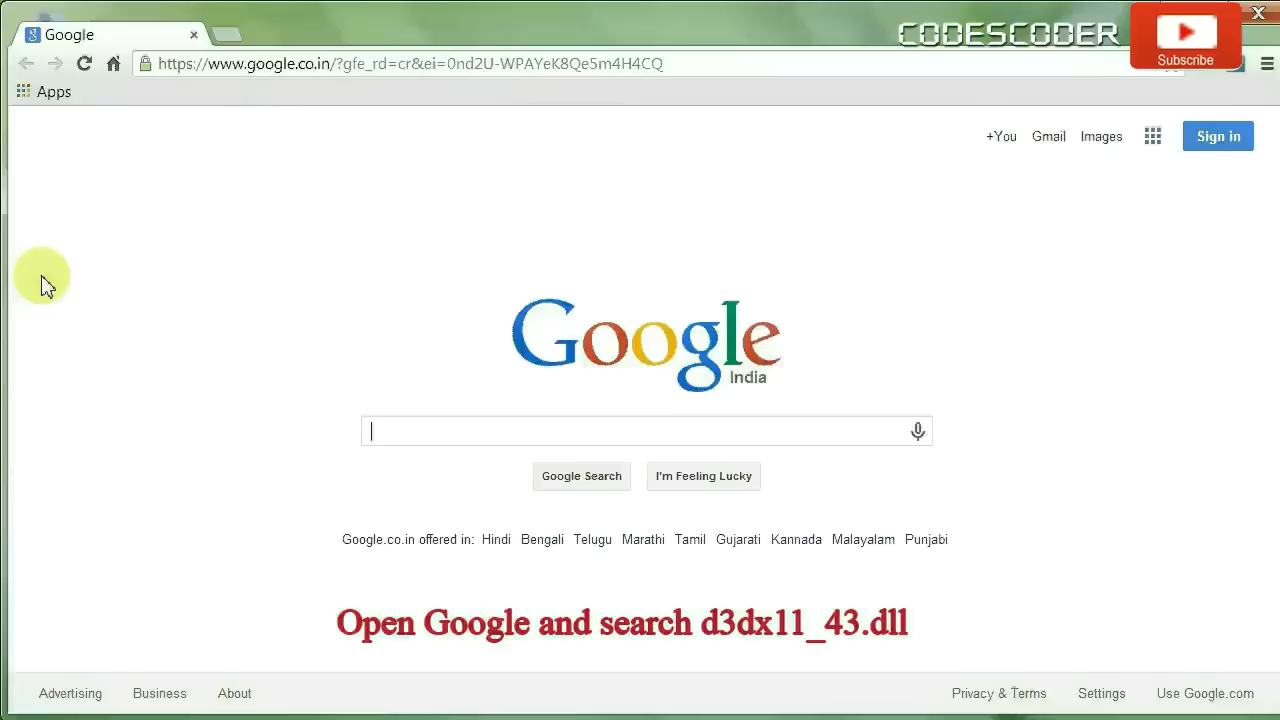 Google
CODESCODER
Subscribe
https://www.google.co.in/?gfe_rd=cr&ei=0nd2U-WPAYeK8Qe5m4H4CQ
Apps
+You Gmail Images Sign in
Google
India
Google Search I'm Feeling Lucky
Google.co.in offered in: Hindi Bengali Telugu Marathi Tamil Gujarati Kannada Malayalam Punjabi
Open Google and search d3dx11_43.dll
Advertising Business About Privacy & Terms Settings Use Google.com